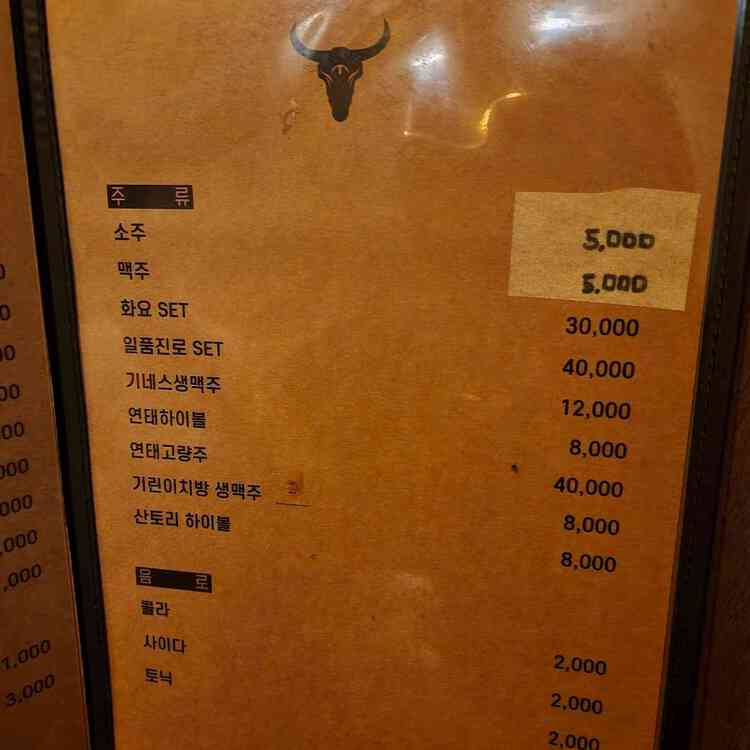 주 류
소주 5,000
맥주 5,000
화요 SET 30,000
일품진로 SET 40,000
기네스생맥주 12,000
연태하이볼 8,000
연태고량주 40,000
기린이치방 생맥주 8,000
산토리 하이볼 8,000
음 료
콜라 2,000
사이다 2,000
토닉 2,000
1,000
3,000